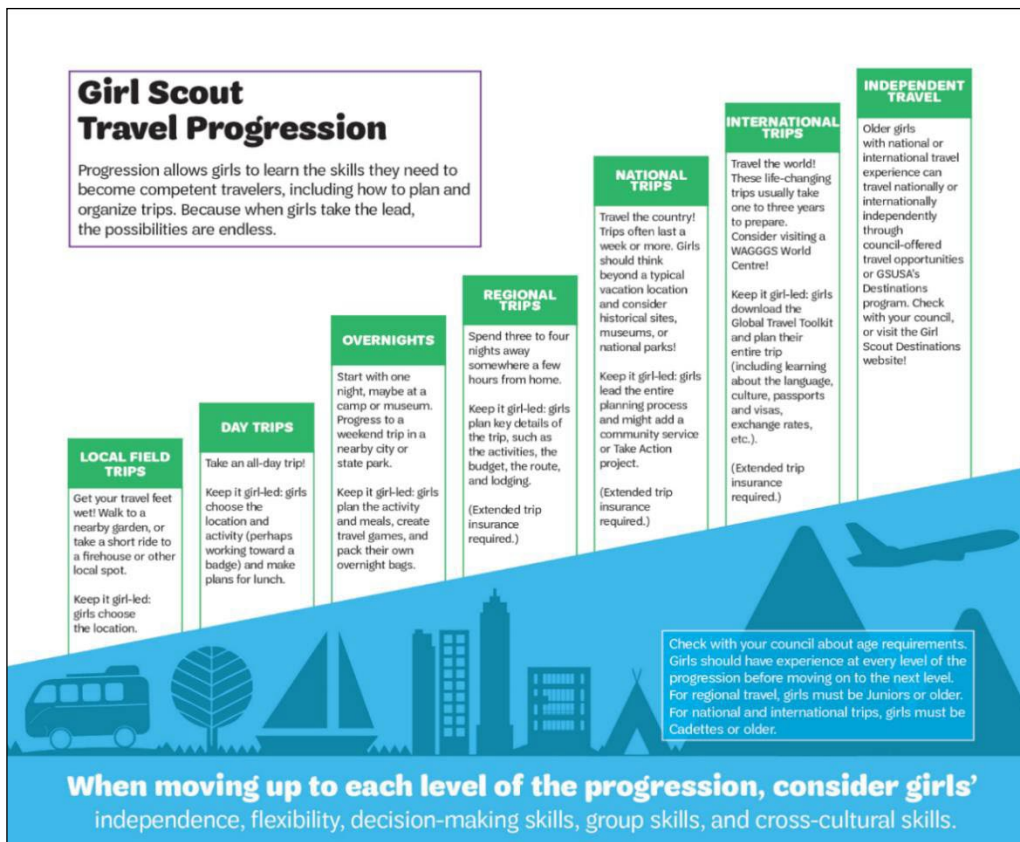 Girl Scout
Travel Progression
Progression allows girls to learn the skills they need to
become competent travelers, including how to plan and
organize trips. Because when girls take the lead,
the possibilities are endless.
LOCAL FIELD
TRIPS
Get your travel feet
wet! Walk to a
nearby garden, or
take a short ride to
a firehouse or other
local spot.
Keep it girl-led:
girls choose
the location.
DAY TRIPS
Take an all-day trip!
Keep it girl-led: girls
choose the
location and
activity (perhaps
working toward a
badge) and make
plans for lunch.
OVERNIGHTS
Start with one
night, maybe at a
camp or museum.
Progress to a
weekend trip in a
nearby city or
state park.
Keep it girl-led: girls
plan the activity
and meals, create
travel games, and
pack their own
overnight bags.
REGIONAL
TRIPS
Spend three to four
nights away
somewhere a few
hours from home.
Keep it girl-led: girls
plan key details of
the trip, such as
the activities, the
budget, the route,
and lodging.
(Extended trip
insurance
required.)
NATIONAL
TRIPS
Travel the country!
Trips often last a
week or more. Girls
should think
beyond a typical
vacation location
and consider
historical sites,
museums, or
national parks!
Keep it girl-led: girls
lead the entire
planning process
and might add a
community service
or Take Action
project.
(Extended trip
insurance
required.)
INTERNATIONAL
TRIPS
Travel the world!
These life-changing
trips usually take
one to three years
to prepare.
Consider visiting a
WAGGGS World
Centre!
Keep it girl-led: girls
download the
Global Travel Toolkit
and plan their
entire trip
(including learning
about the language,
culture, passports
and visas,
exchange rates,
etc.).
(Extended trip
insurance
required.)
INDEPENDENT
TRAVEL
Older girls
with national or
international travel
experience can
travel nationally or
internationally
independently
through
council-offered
travel opportunities
or GSUSA's
Destinations
program. Check
with your council,
or visit the Girl
Scout Destinations
website!
Check with your council about age requirements.
Girls should have experience at every level of the
progression before moving on to the next level.
For regional travel, girls must be Juniors or older.
For national and international trips, girls must be
Cadettes or older.
When moving up to each level of the progression, consider girls'
independence, flexibility, decision-making skills, group skills, and cross-cultural skills.